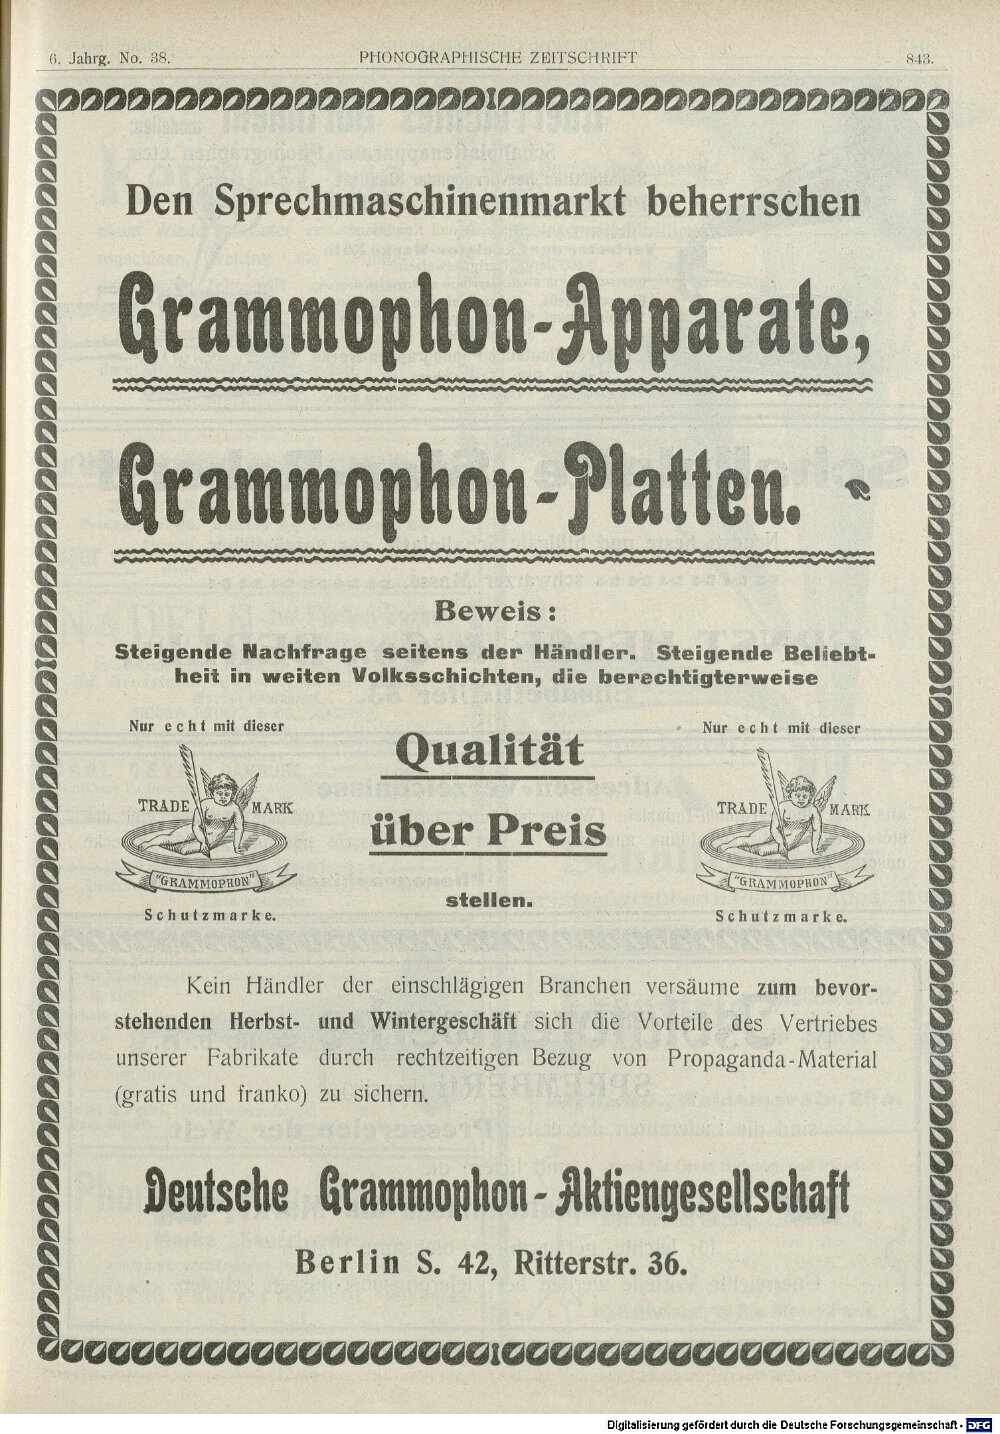 6. Jahrg. No. 38.
PHONOGRAPHISCHE ZEITSCHRIFT
843.
Den Sprechmaschinenmarkt beherrschen
Grammophon-Apparate,
Grammophon-Platten.
Beweis:
Steigende Nachfrage seitens der Händler. Steigende Beliebt-
heit in weiten Volksschichten, die berechtigterweise
Nur echt mit dieser
TRADE MARK
"GRAMMOPHON"
Schutzmarke.
Qualität
über Preis
stellen.
Nur echt mit dieser
TRADE MARK
"GRAMMOPHON"
Schutzmarke.
Kein Händler der einschlägigen Branchen versäume zum bevor-
stehenden Herbst- und Wintergeschäft sich die Vorteile des Vertriebes
unserer Fabrikate durch rechtzeitigen Bezug von Propaganda-Material
(gratis und franko) zu sichern.
Deutsche Grammophon-Aktiengesellschaft
Berlin S. 42, Ritterstr. 36.
Digitalisierung gefördert durch die Deutsche Forschungsgemeinschaft - DFG